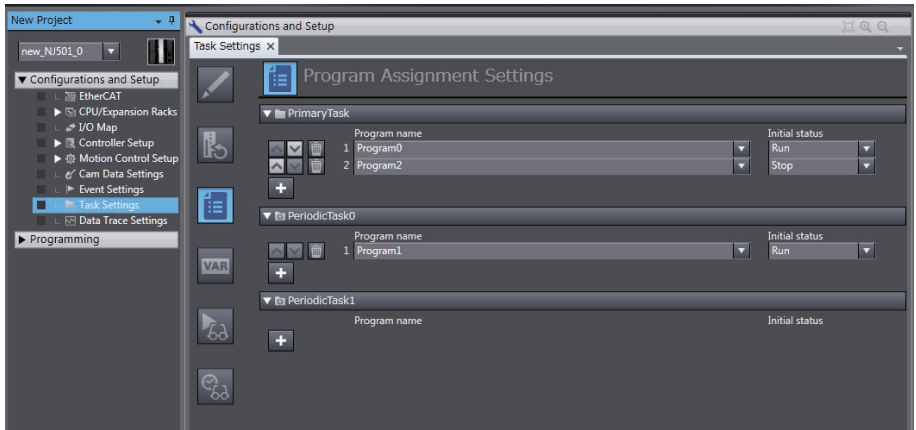 New Project
new_NJ501_0
Configurations and Setup
EtherCAT
CPU/Expansion Racks
I/O Map
Controller Setup
Motion Control Setup
Cam Data Settings
Event Settings
Task Settings
Data Trace Settings
Programming
Configurations and Setup
Task Settings
VAR
Program Assignment Settings
PrimaryTask
Program name Initial status
1 Program0 Run
2 Program2 Stop
PeriodicTask0
Program name Initial status
1 Program1 Run
PeriodicTask1
Program name Initial status